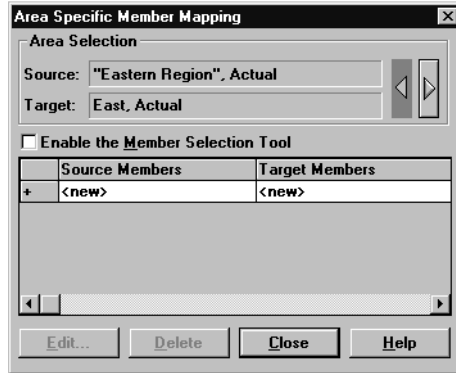 Area Specific Member Mapping
Area Selection
Source: "Eastern Region", Actual
Target: East, Actual
Enable the Member Selection Tool
Source Members Target Members
+ <new> <new>
Edit... Delete Close Help